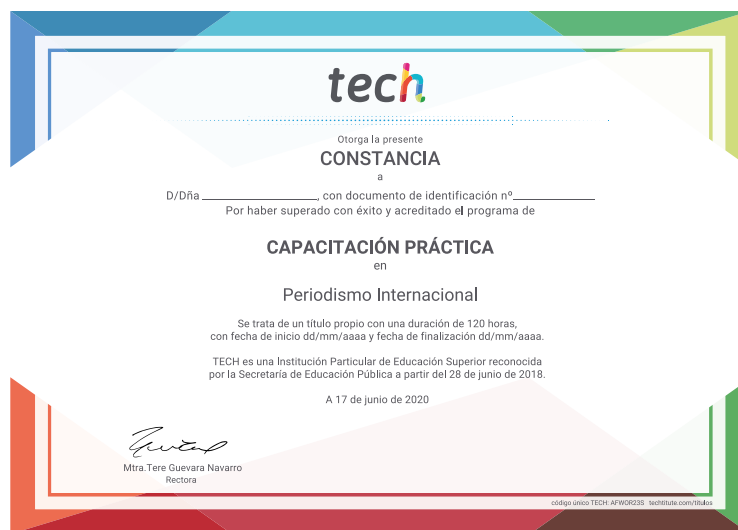 tech
Otorga la presente
CONSTANCIA
a
D/Dña ____________________, con documento de identificación nº______________
Por haber superado con éxito y acreditado el programa de
CAPACITACIÓN PRÁCTICA
en
Periodismo Internacional
Se trata de un título propio con una duración de 120 horas,
con fecha de inicio dd/mm/aaaa y fecha de finalización dd/mm/aaaa.
TECH es una Institución Particular de Educación Superior reconocida
por la Secretaría de Educación Pública a partir del 28 de junio de 2018.
A 17 de junio de 2020
Mtra.Tere Guevara Navarro
Rectora
código único TECH: AFWOR23S techtitute.com/titulos